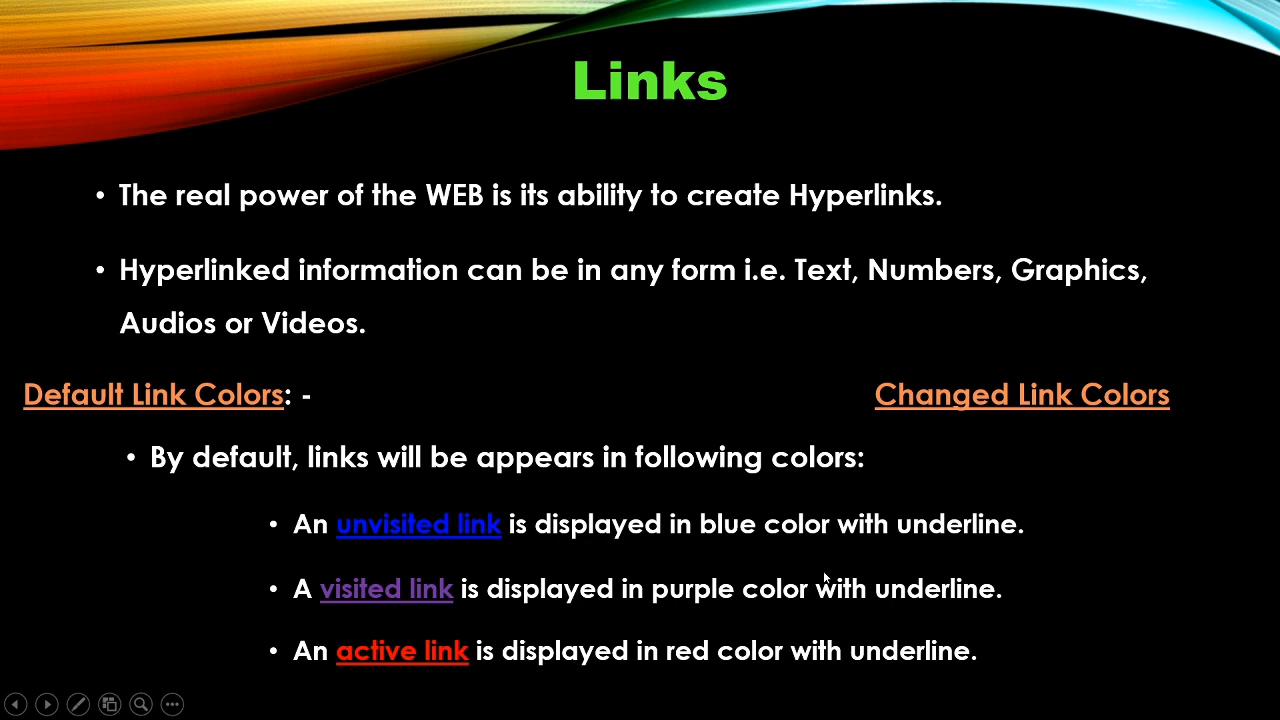 Links
• The real power of the WEB is its ability to create Hyperlinks.
• Hyperlinked information can be in any form i.e. Text, Numbers, Graphics,
Audios or Videos.
Default Link Colors: - Changed Link Colors
• By default, links will be appears in following colors:
• An unvisited link is displayed in blue color with underline.
• A visited link is displayed in purple color with underline.
• An active link is displayed in red color with underline.